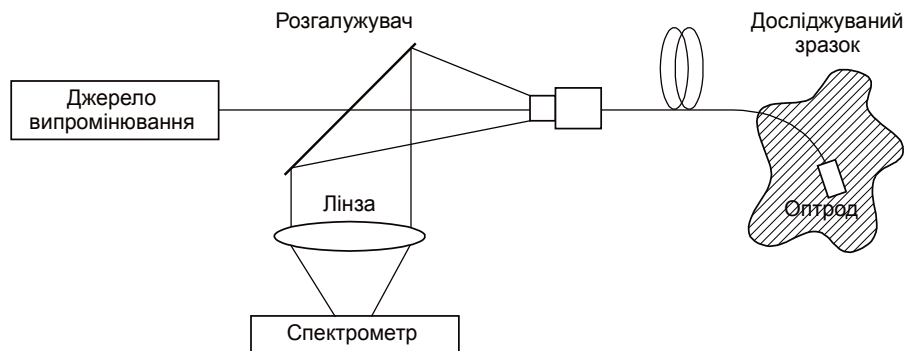 Розгалужувач
Досліджуваний
зразок
Джерело
випромінювання
Оптрод
Лінза
Спектрометр